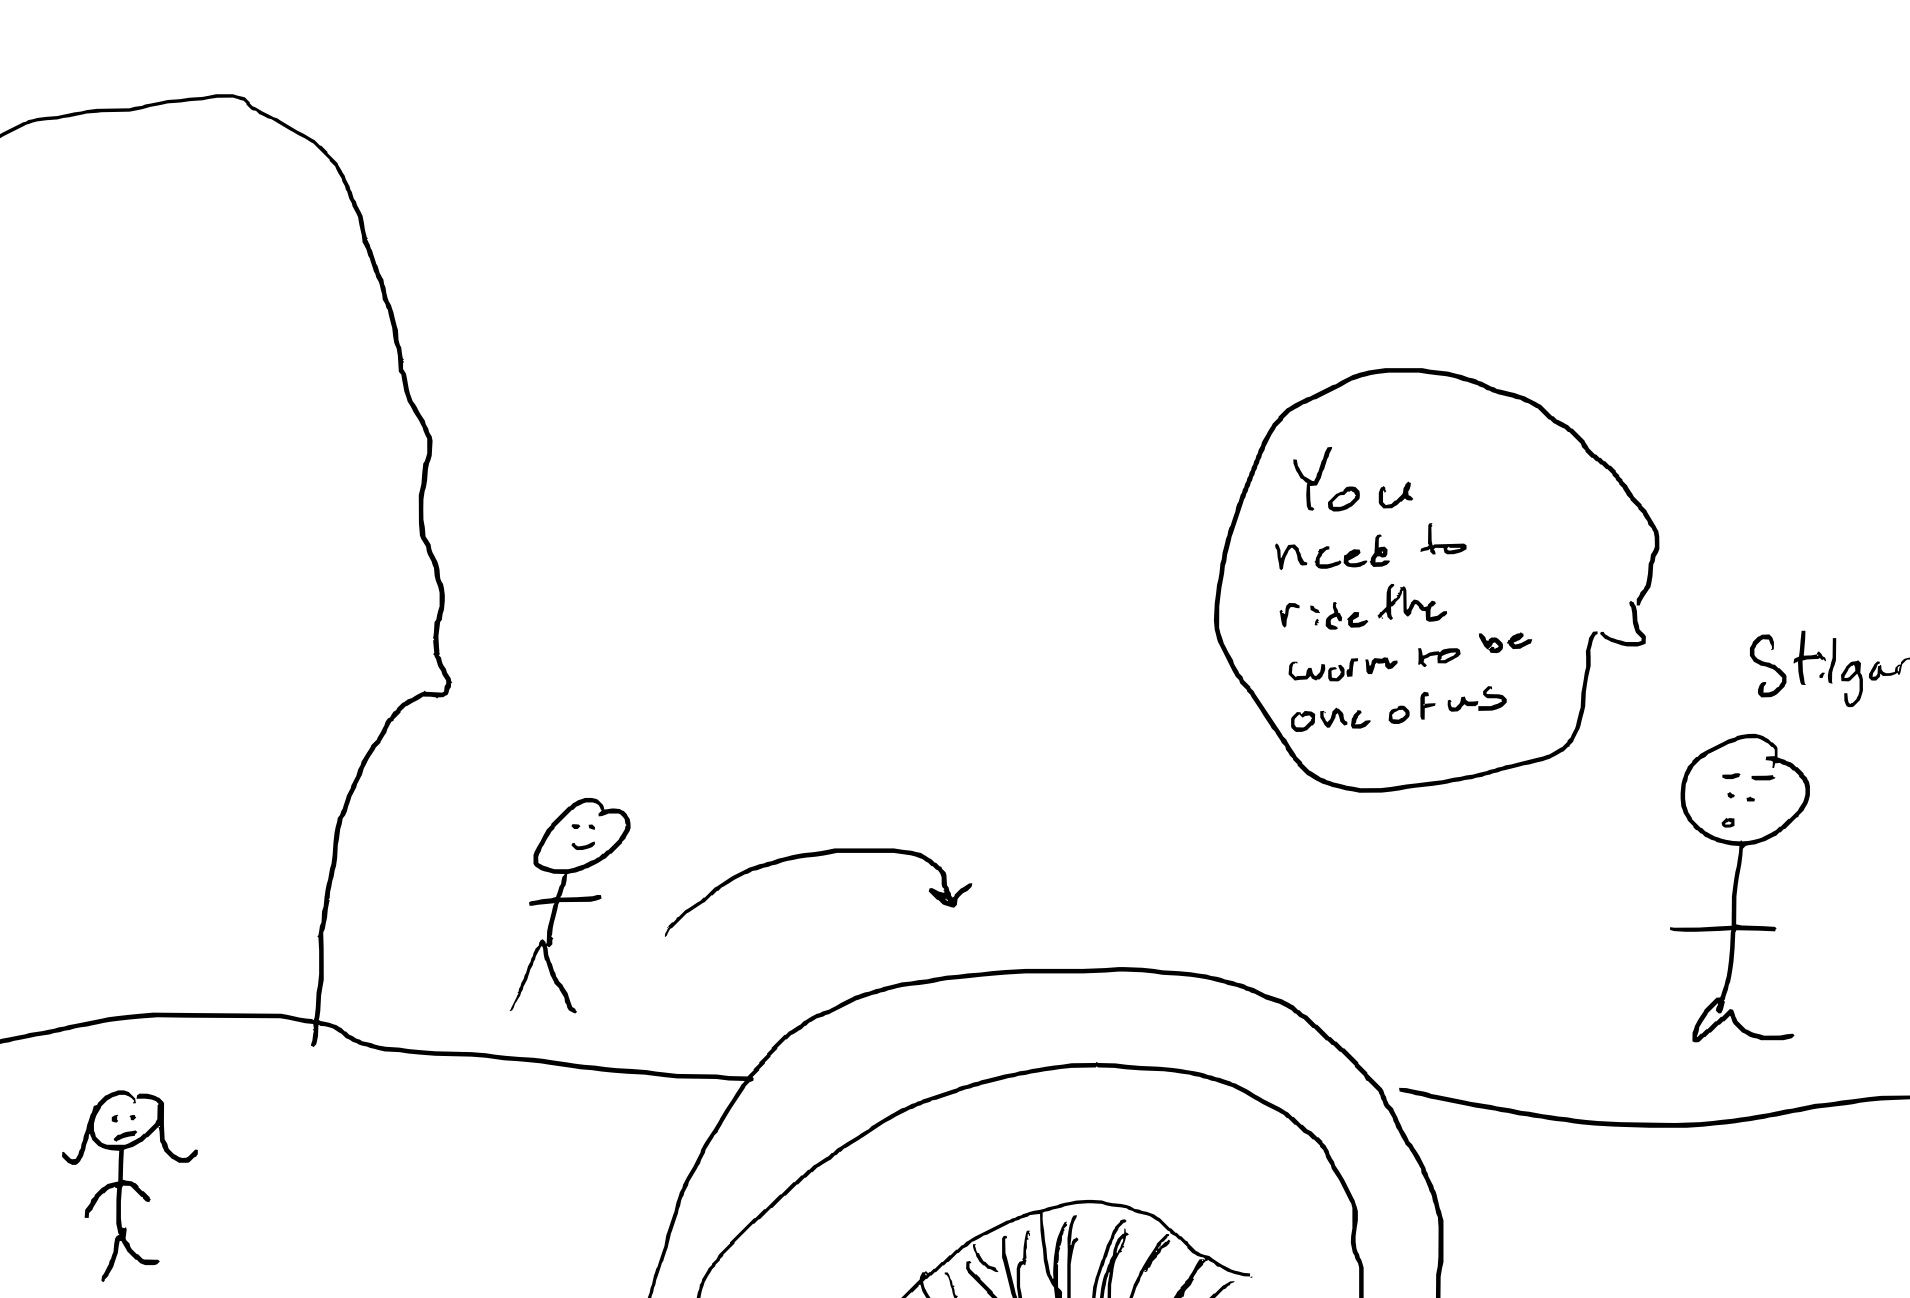 You
need to
ride the
worm to be
one of us
Stilgar